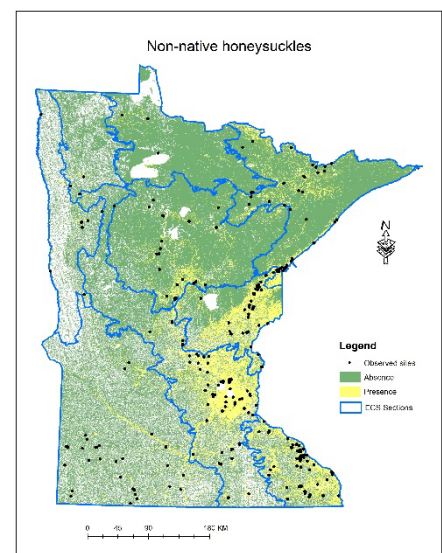 Non-native honeysuckles
N
Legend
Observed sites
Absence
Presence
ECS Sections
0 45 90 180 KM